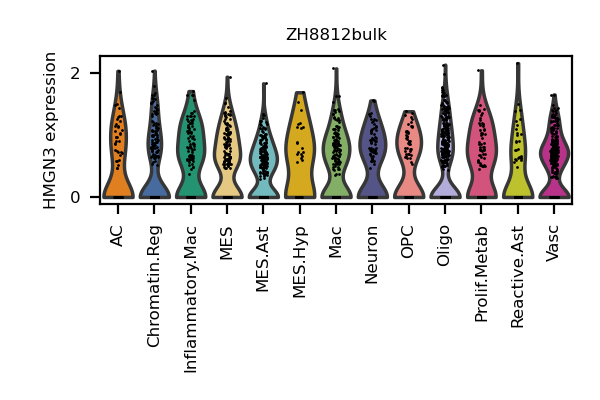 ZH8812bulk
HMGN3 expression
2
0
AC
Chromatin.Reg
Inflammatory.Mac
MES
MES.Ast
MES.Hyp
Mac
Neuron
OPC
Oligo
Prolif.Metab
Reactive.Ast
Vasc